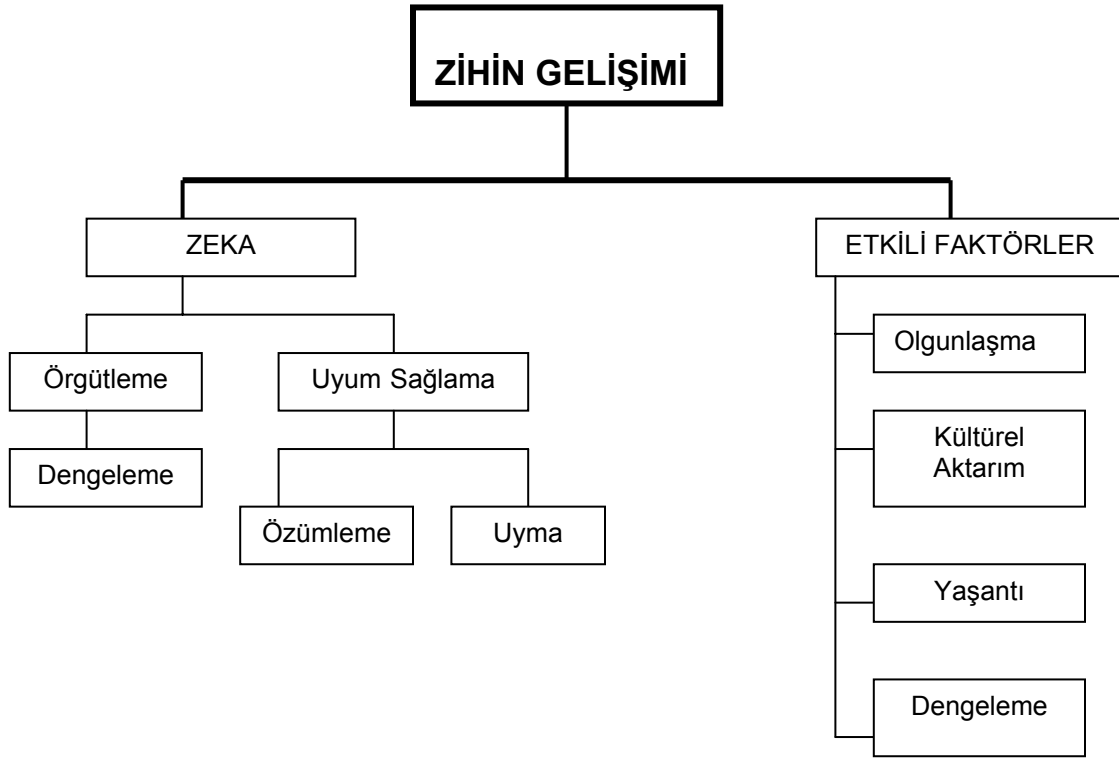 ZİHİN GELİŞİMİ
ZEKA
ETKİLİ FAKTÖRLER
Örgütleme
Uyum Sağlama
Dengeleme
Özümleme
Uyma
Olgunlaşma
Kültürel
Aktarım
Yaşantı
Dengeleme